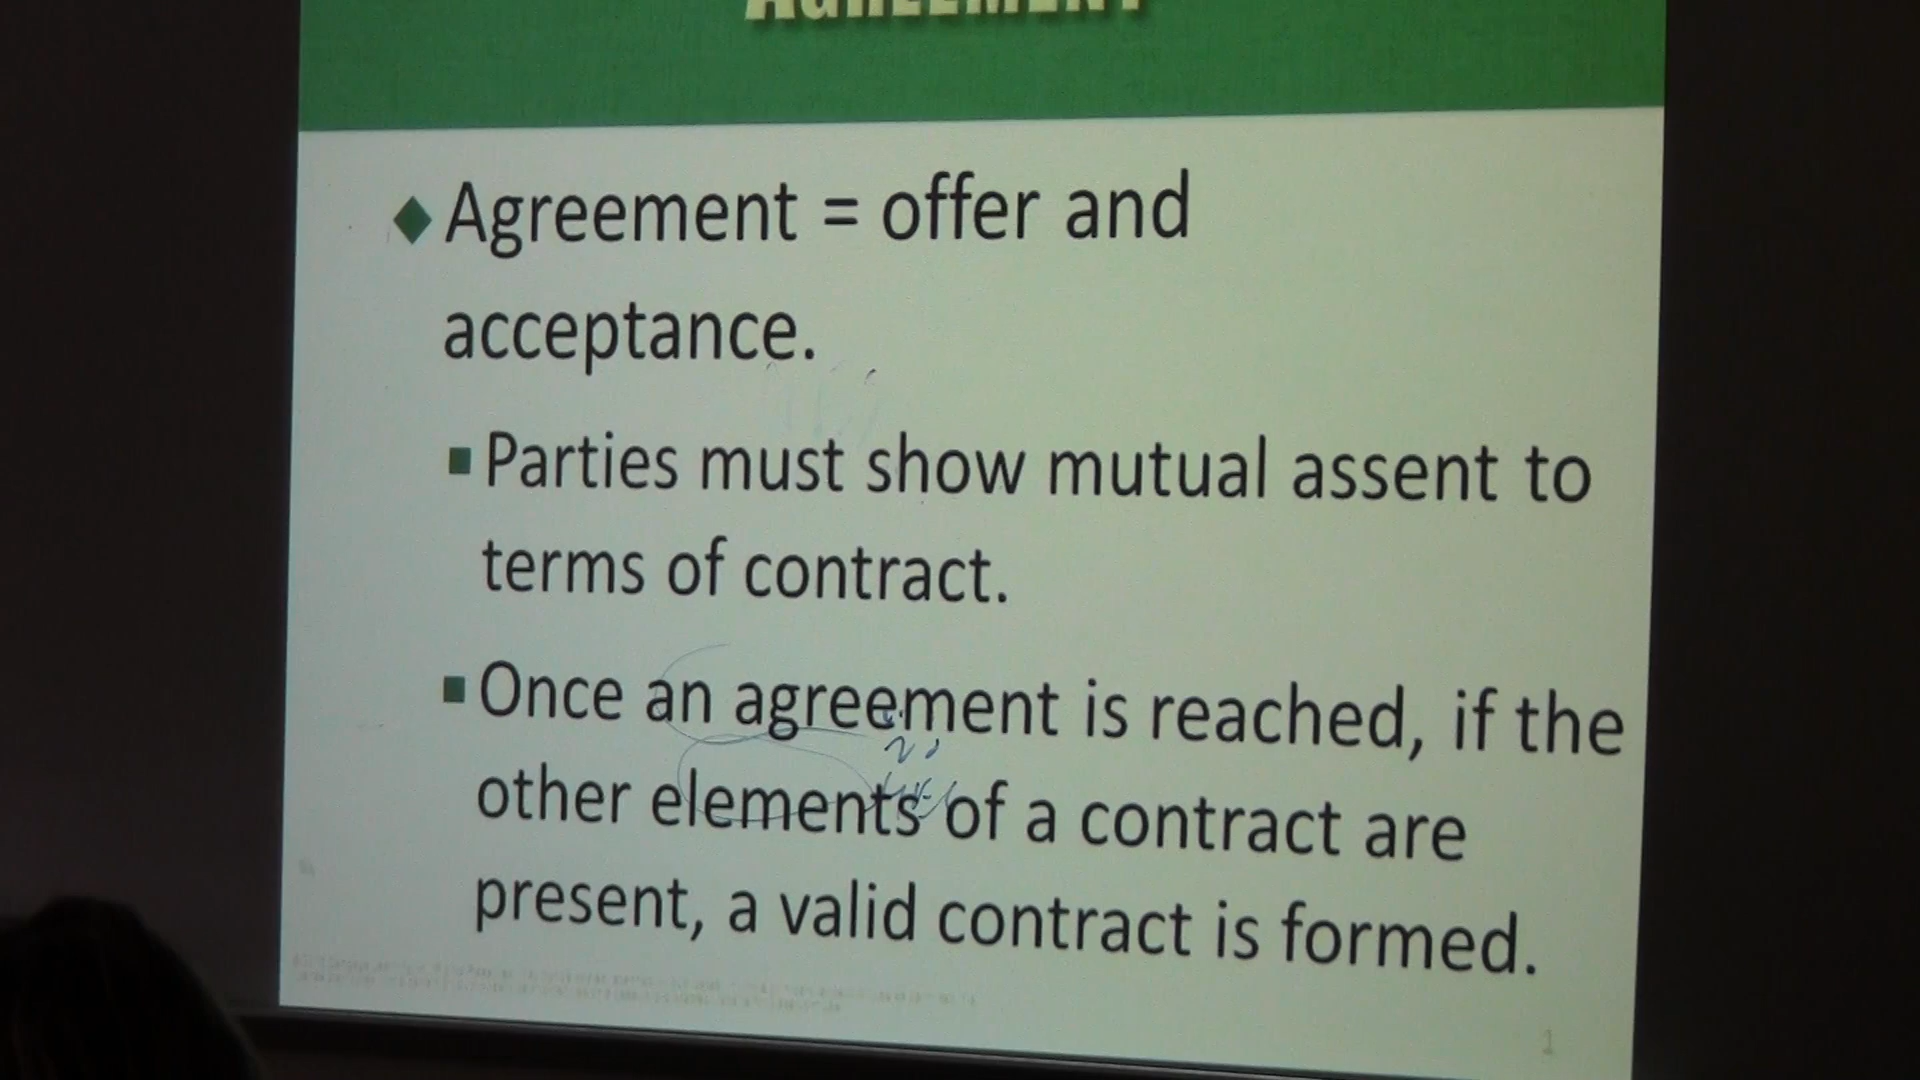 AGREEMENT
◆ Agreement = offer and
acceptance.
▪ Parties must show mutual assent to
terms of contract.
▪ Once an agreement is reached, if the
other elements of a contract are
present, a valid contract is formed.
1